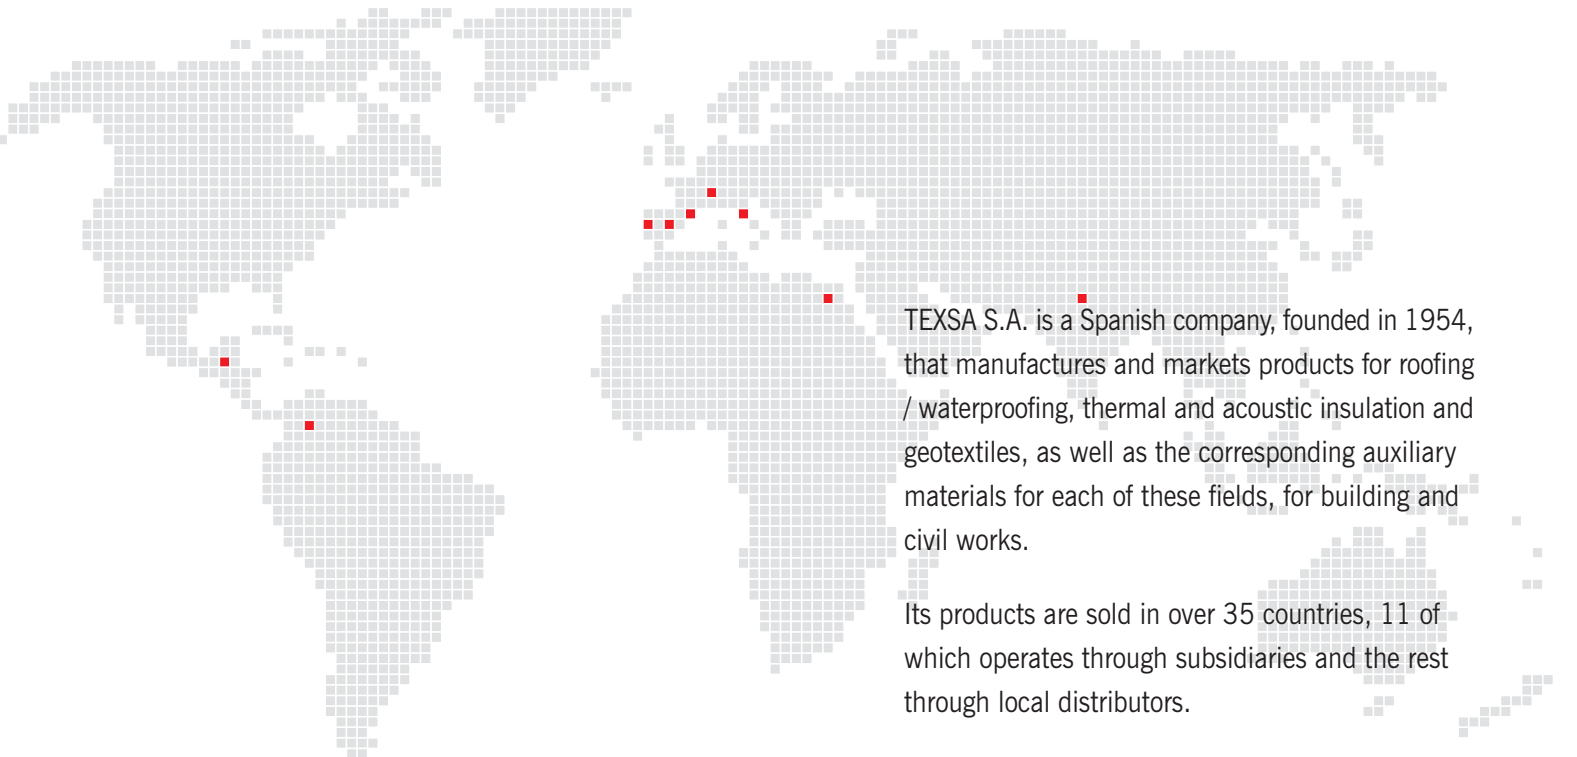 TEXSA S.A. is a Spanish company, founded in 1954,
that manufactures and markets products for roofing
/ waterproofing, thermal and acoustic insulation and
geotextiles, as well as the corresponding auxiliary
materials for each of these fields, for building and
civil works.
Its products are sold in over 35 countries, 11 of
which operates through subsidiaries and the rest
through local distributors.